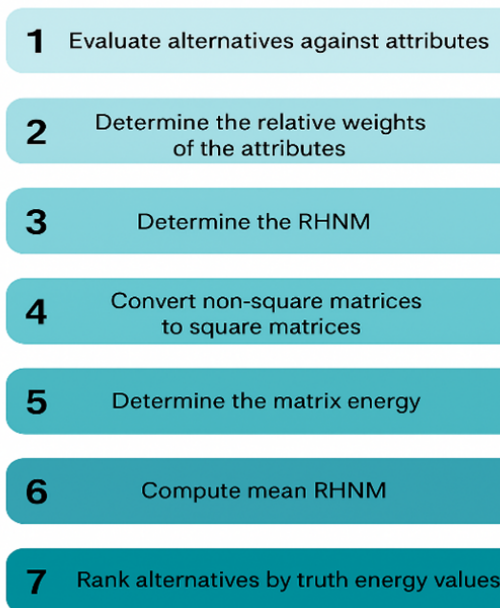 1 Evaluate alternatives against attributes
2 Determine the relative weights
of the attributes
3 Determine the RHNM
4 Convert non-square matrices
to square matrices
5 Determine the matrix energy
6 Compute mean RHNM
7 Rank alternatives by truth energy values